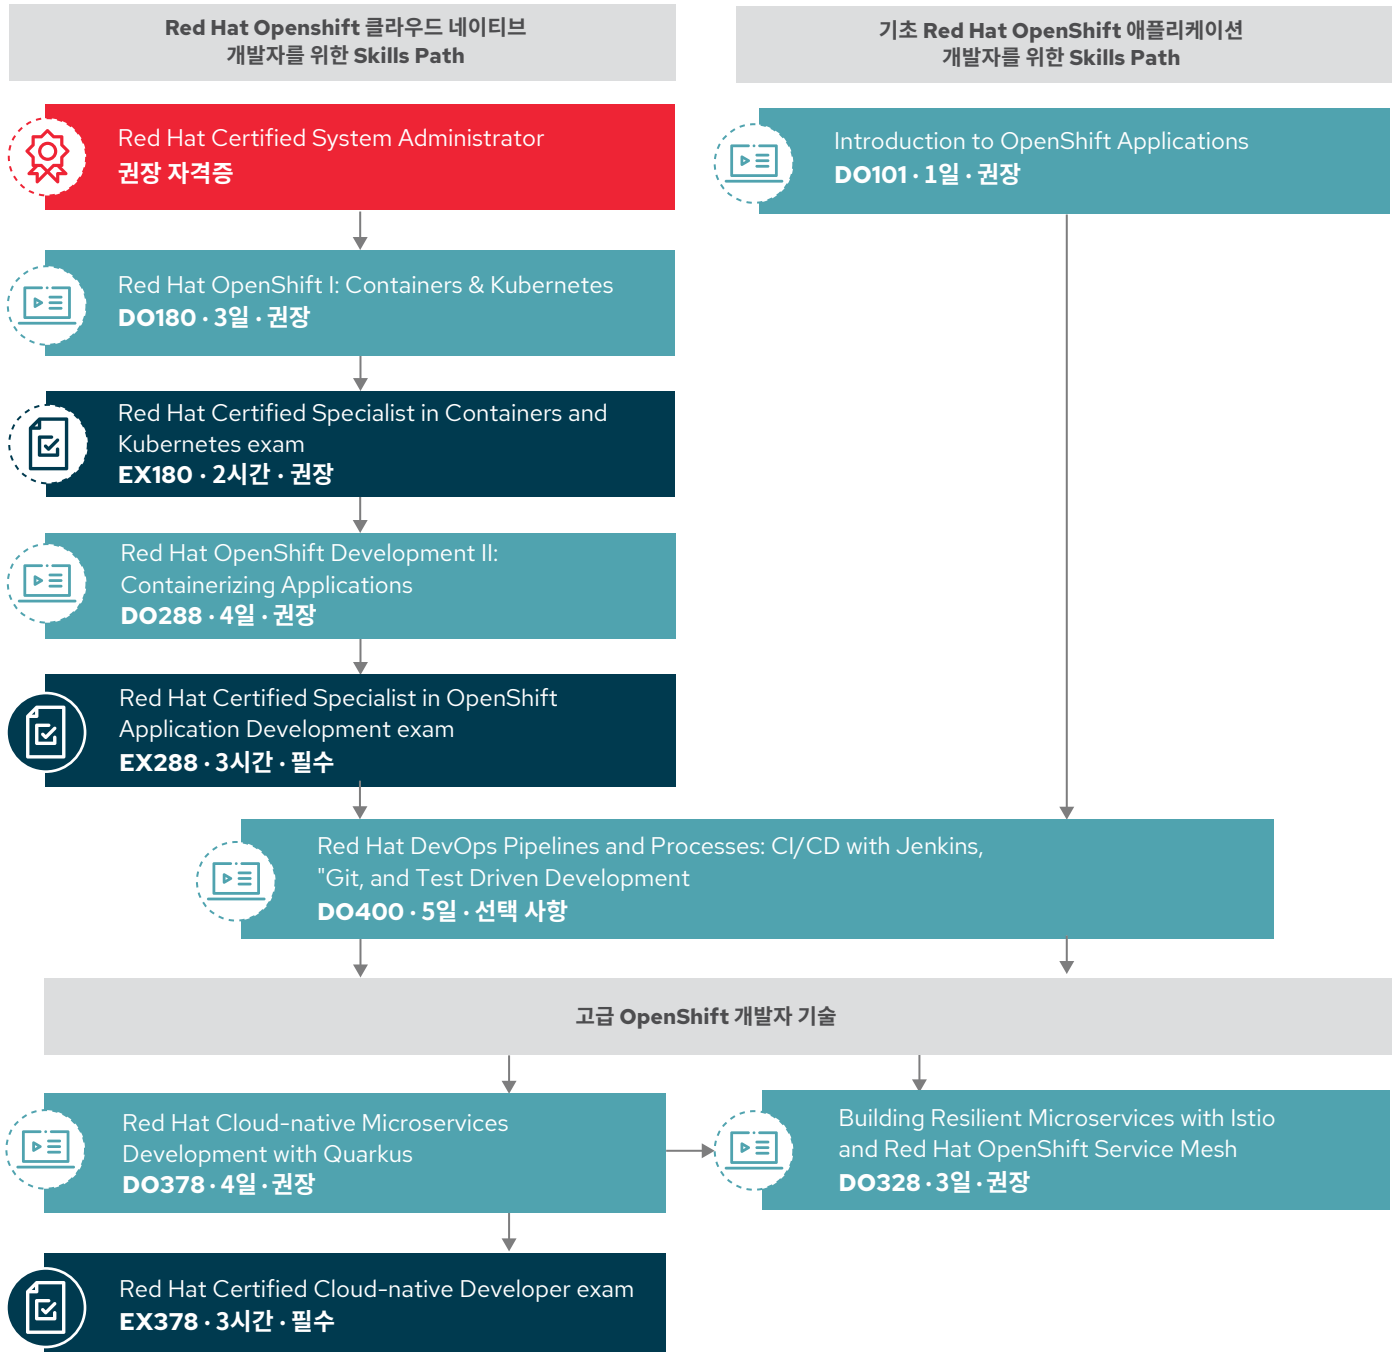 Red Hat Openshift 클라우드 네이티브
개발자를 위한 Skills Path
기초 Red Hat OpenShift 애플리케이션
개발자를 위한 Skills Path
Red Hat Certified System Administrator
권장 자격증
Introduction to OpenShift Applications
DO101 · 1일 · 권장
Red Hat OpenShift I: Containers & Kubernetes
DO180 · 3일 · 권장
Red Hat Certified Specialist in Containers and
Kubernetes exam
EX180 · 2시간 · 권장
Red Hat OpenShift Development II:
Containerizing Applications
DO288 · 4일 · 권장
Red Hat Certified Specialist in OpenShift
Application Development exam
EX288 · 3시간 · 필수
Red Hat DevOps Pipelines and Processes: CI/CD with Jenkins,
"Git, and Test Driven Development
DO400 · 5일 · 선택 사항
고급 OpenShift 개발자 기술
Red Hat Cloud-native Microservices
Development with Quarkus
DO378 · 4일 · 권장
Building Resilient Microservices with Istio
and Red Hat OpenShift Service Mesh
DO328 · 3일 · 권장
Red Hat Certified Cloud-native Developer exam
EX378 · 3시간 · 필수